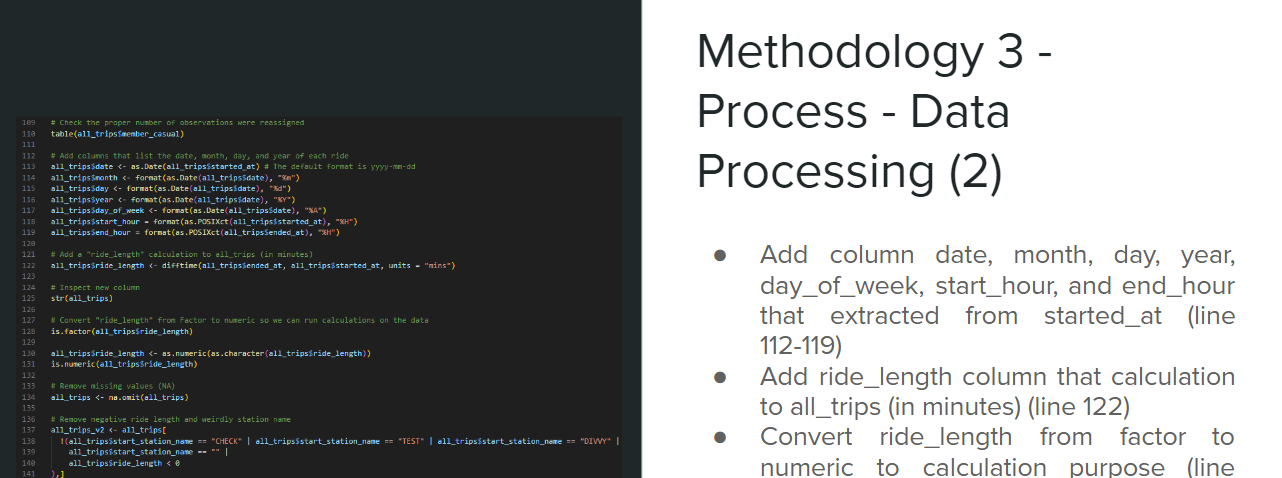 109 # Check the proper number of observations were reassigned
110 table(all_trips$member_casual)
111
112 # Add columns that list the date, month, day, and year of each ride
113 all_trips$date <- as.Date(all_trips$started_at) # The default format is yyyy-mm-dd
114 all_trips$month <- format(as.Date(all_trips$date), "%m")
115 all_trips$day <- format(as.Date(all_trips$date), "%d")
116 all_trips$year <- format(as.Date(all_trips$date), "%Y")
117 all_trips$day_of_week <- format(as.Date(all_trips$date), "%A")
118 all_trips$start_hour = format(as.POSIXct(all_trips$started_at), "%H")
119 all_trips$end_hour = format(as.POSIXct(all_trips$ended_at), "%H")
120
121 # Add a "ride_length" calculation to all_trips (in minutes)
122 all_trips$ride_length <- difftime(all_trips$ended_at, all_trips$started_at, units = "mins")
123
124 # Inspect new column
125 str(all_trips)
126
127 # Convert "ride_length" from Factor to numeric so we can run calculations on the data
128 is.factor(all_trips$ride_length)
129
130 all_trips$ride_length <- as.numeric(as.character(all_trips$ride_length))
131 is.numeric(all_trips$ride_length)
132
133 # Remove missing values (NA)
134 all_trips <- na.omit(all_trips)
135
136 # Remove negative ride length and weirdly station name
137 all_trips_v2 <- all_trips[
138 !(all_trips$start_station_name == "CHECK" | all_trips$start_station_name == "TEST" | all_trips$start_station_name == "DIVVY" |
139 all_trips$start_station_name == "" |
140 all_trips$ride_length < 0
141 ),]
Methodology 3 -
Process - Data
Processing (2)
● Add column date, month, day, year,
day_of_week, start_hour, and end_hour
that extracted from started_at (line
112-119)
● Add ride_length column that calculation
to all_trips (in minutes) (line 122)
● Convert ride_length from factor to
numeric to calculation purpose (line